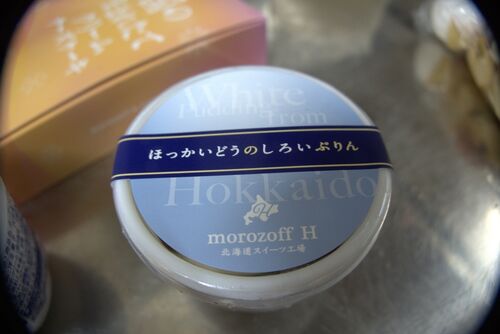 White
Pudding
from
ほっかいどうのしろいぷりん
Hokkaido
H
morozoff H
北海道スイーツ工場